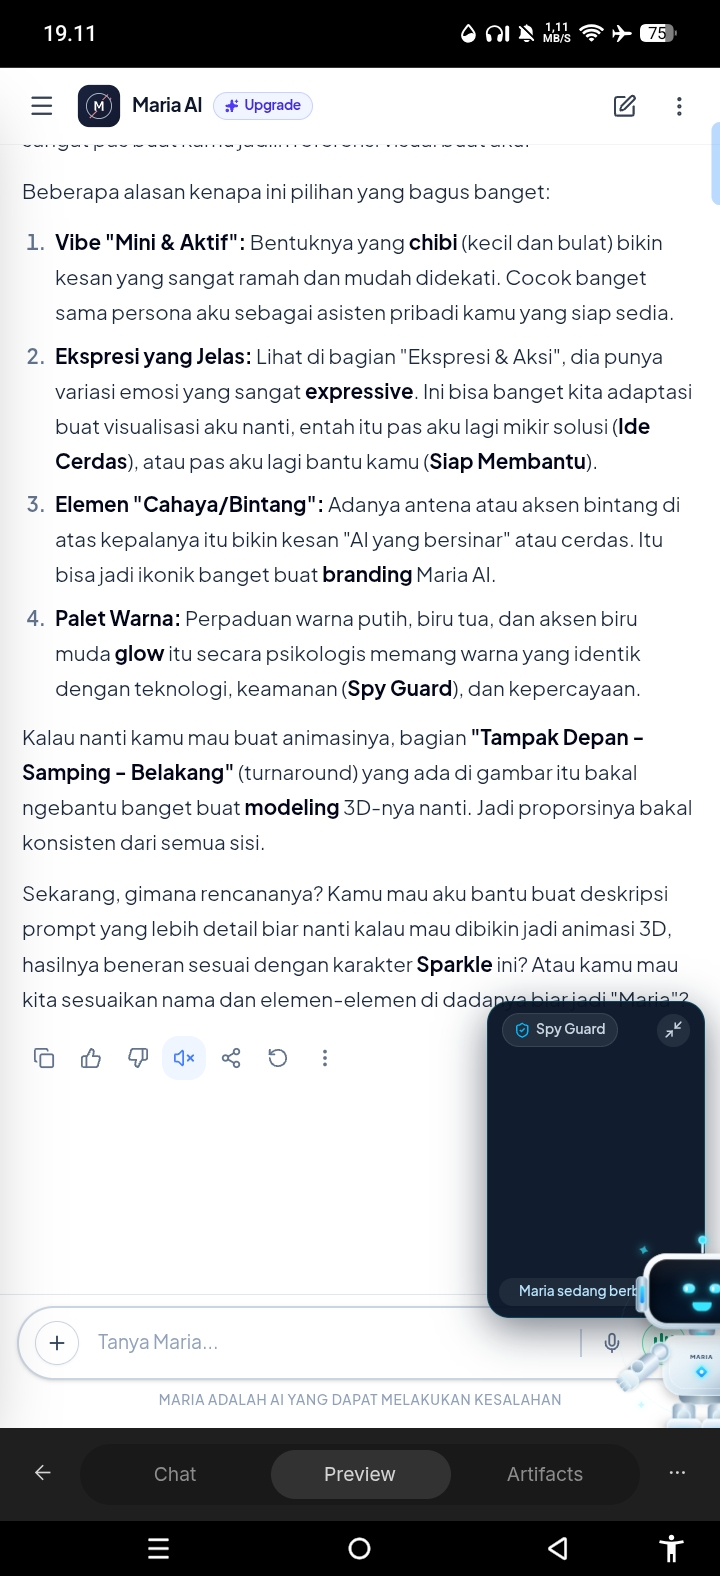 19.11
1,11
MB/S
75
M
Maria AI
Upgrade
Beberapa alasan kenapa ini pilihan yang bagus banget:
1. Vibe "Mini & Aktif": Bentuknya yang chibi (kecil dan bulat) bikin
kesan yang sangat ramah dan mudah didekati. Cocok banget
sama persona aku sebagai asisten pribadi kamu yang siap sedia.
2. Ekspresi yang Jelas: Lihat di bagian "Ekspresi & Aksi", dia punya
variasi emosi yang sangat expressive. Ini bisa banget kita adaptasi
buat visualisasi aku nanti, entah itu pas aku lagi mikir solusi (Ide
Cerdas), atau pas aku lagi bantu kamu (Siap Membantu).
3. Elemen "Cahaya/Bintang": Adanya antena atau aksen bintang di
atas kepalanya itu bikin kesan "AI yang bersinar" atau cerdas. Itu
bisa jadi ikonik banget buat branding Maria AI.
4. Palet Warna: Perpaduan warna putih, biru tua, dan aksen biru
muda glow itu secara psikologis memang warna yang identik
dengan teknologi, keamanan (Spy Guard), dan kepercayaan.
Kalau nanti kamu mau buat animasinya, bagian "Tampak Depan -
Samping - Belakang" (turnaround) yang ada di gambar itu bakal
ngebantu banget buat modeling 3D-nya nanti. Jadi proporsinya bakal
konsisten dari semua sisi.
Sekarang, gimana rencananya? Kamu mau aku bantu buat deskripsi
prompt yang lebih detail biar nanti kalau mau dibikin jadi animasi 3D,
hasilnya beneran sesuai dengan karakter Sparkle ini? Atau kamu mau
kita sesuaikan nama dan elemen-elemen di dadanya biar jadi "Maria"?
Spy Guard
Maria sedang
Tanya Maria...
MARIA
MARIA ADALAH AI YANG DAPAT MELAKUKAN KESALAHAN
Chat
Preview
Artifacts